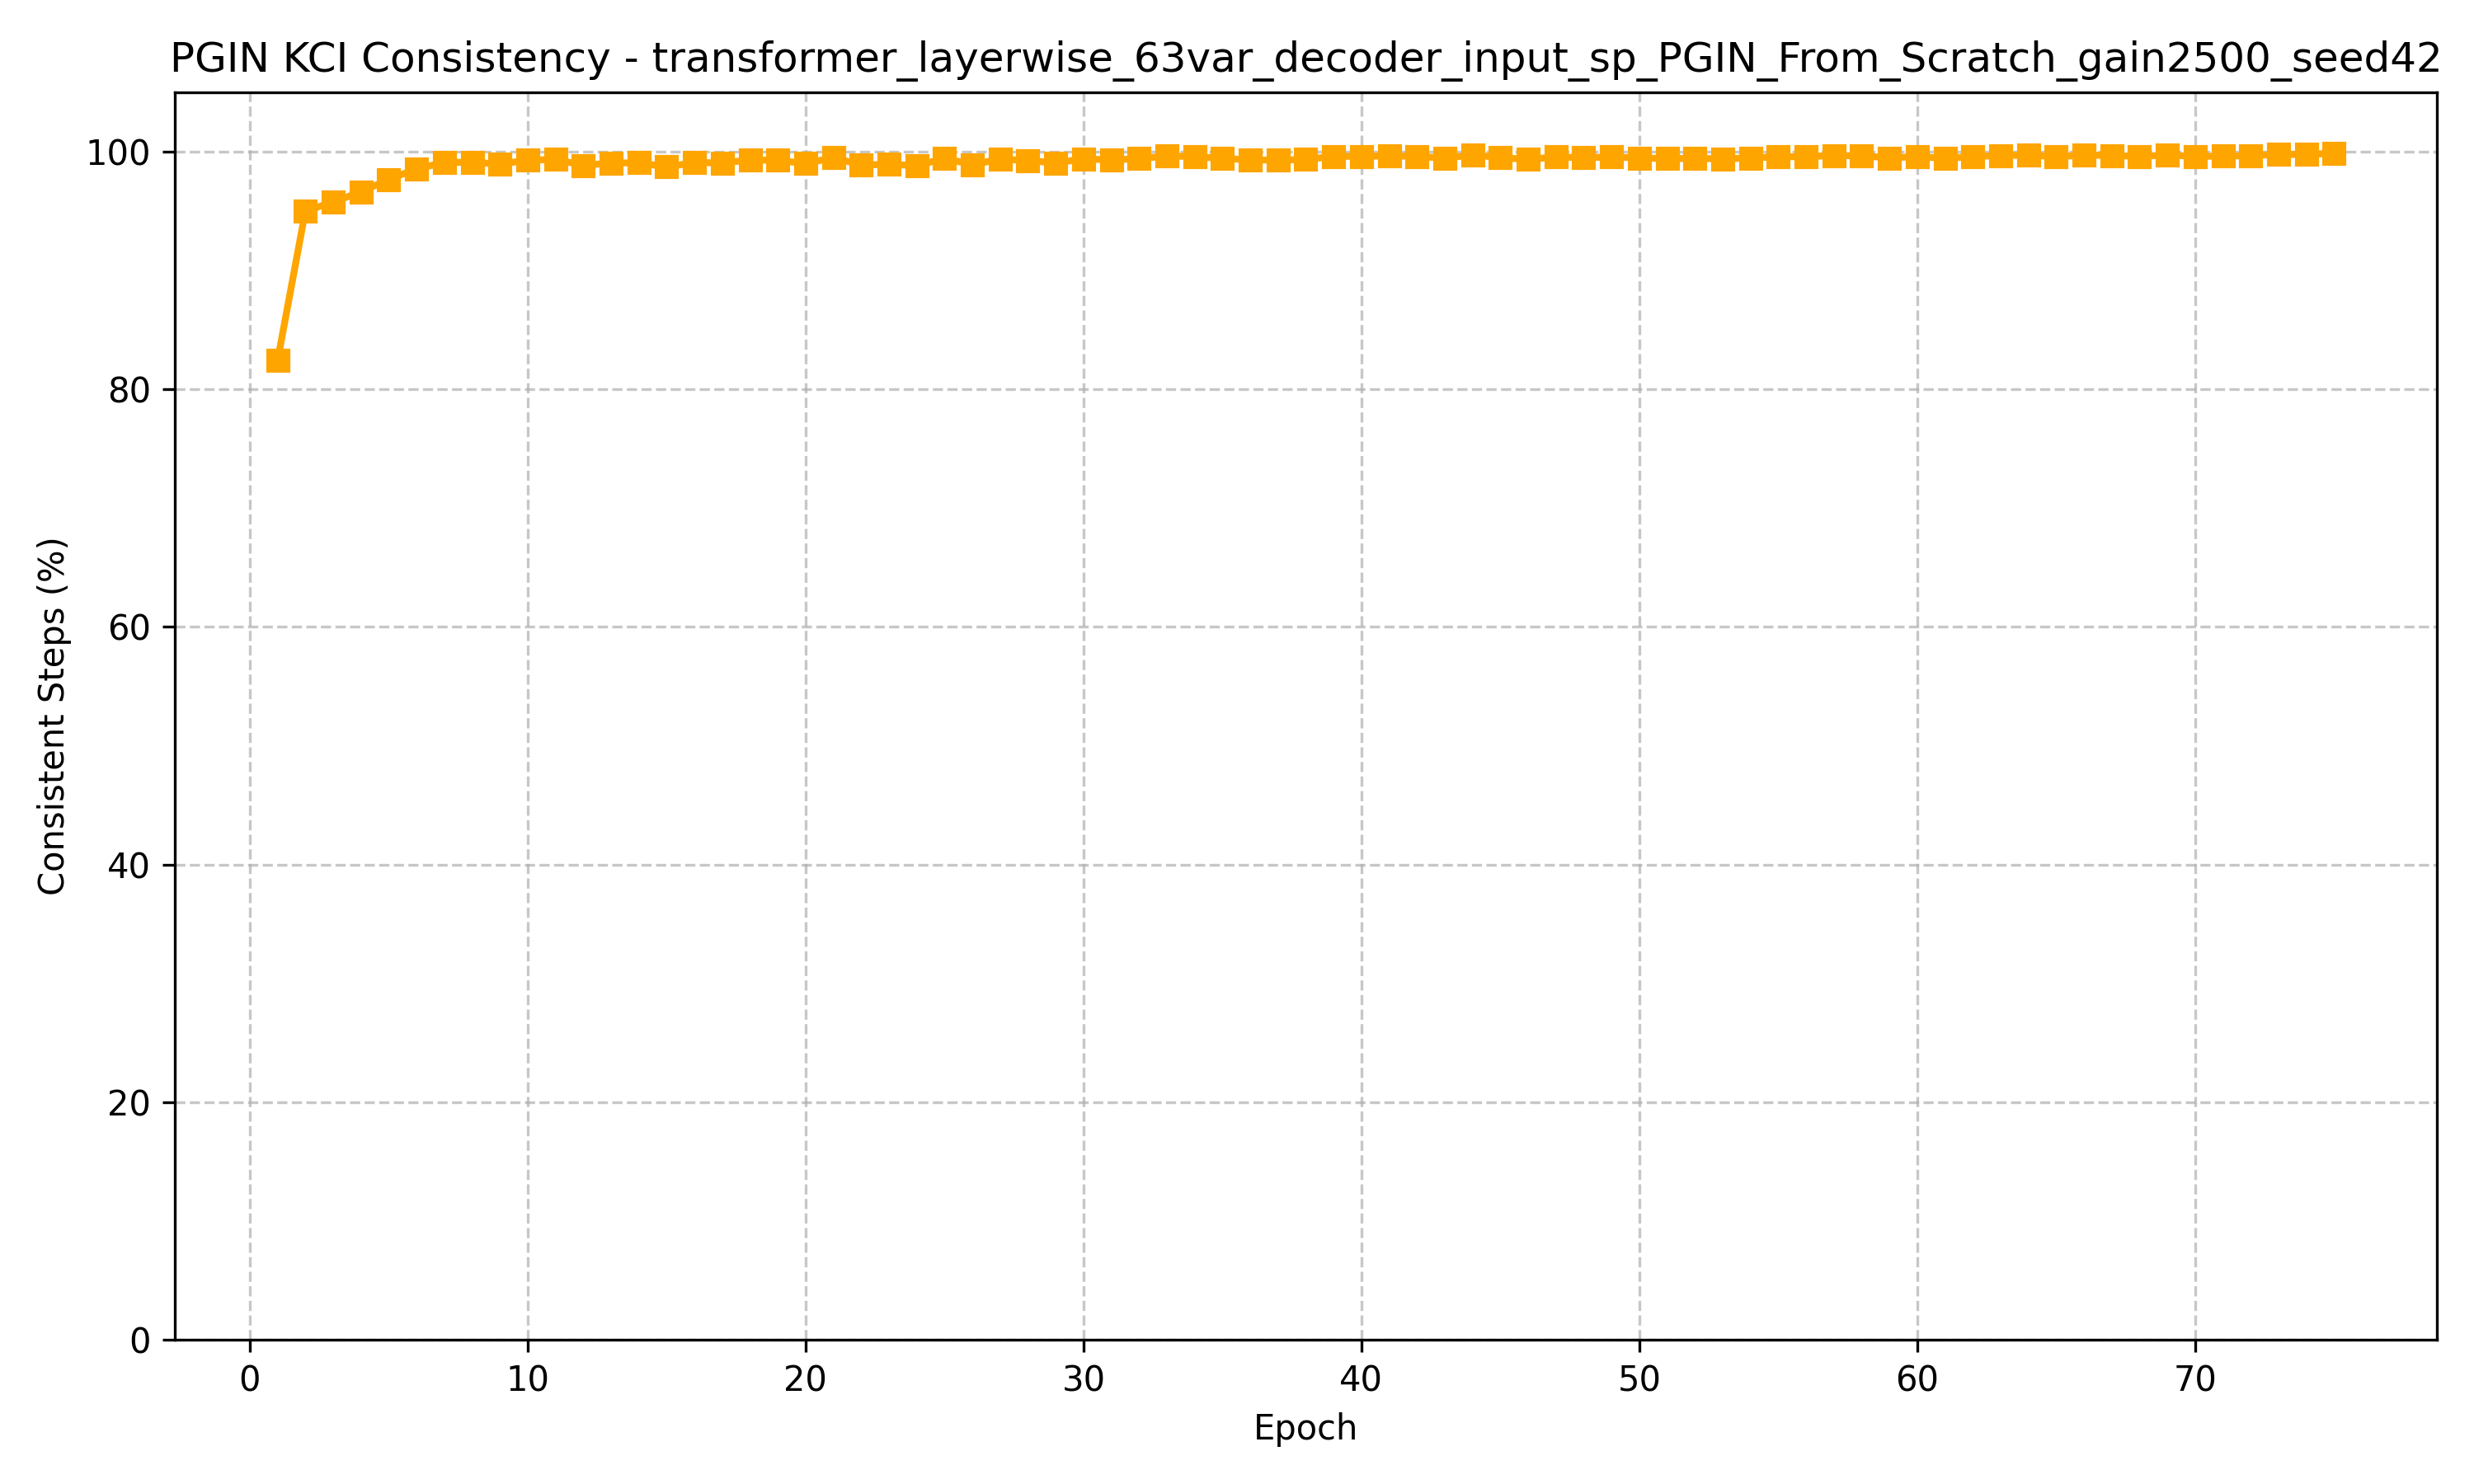 PGIN KCI Consistency - transformer_layerwise_63var_decoder_input_sp_PGIN_From_Scratch_gain2500_seed42
Consistent Steps (%)
100
80
60
40
20
0
0 10 20 30 40 50 60 70
Epoch